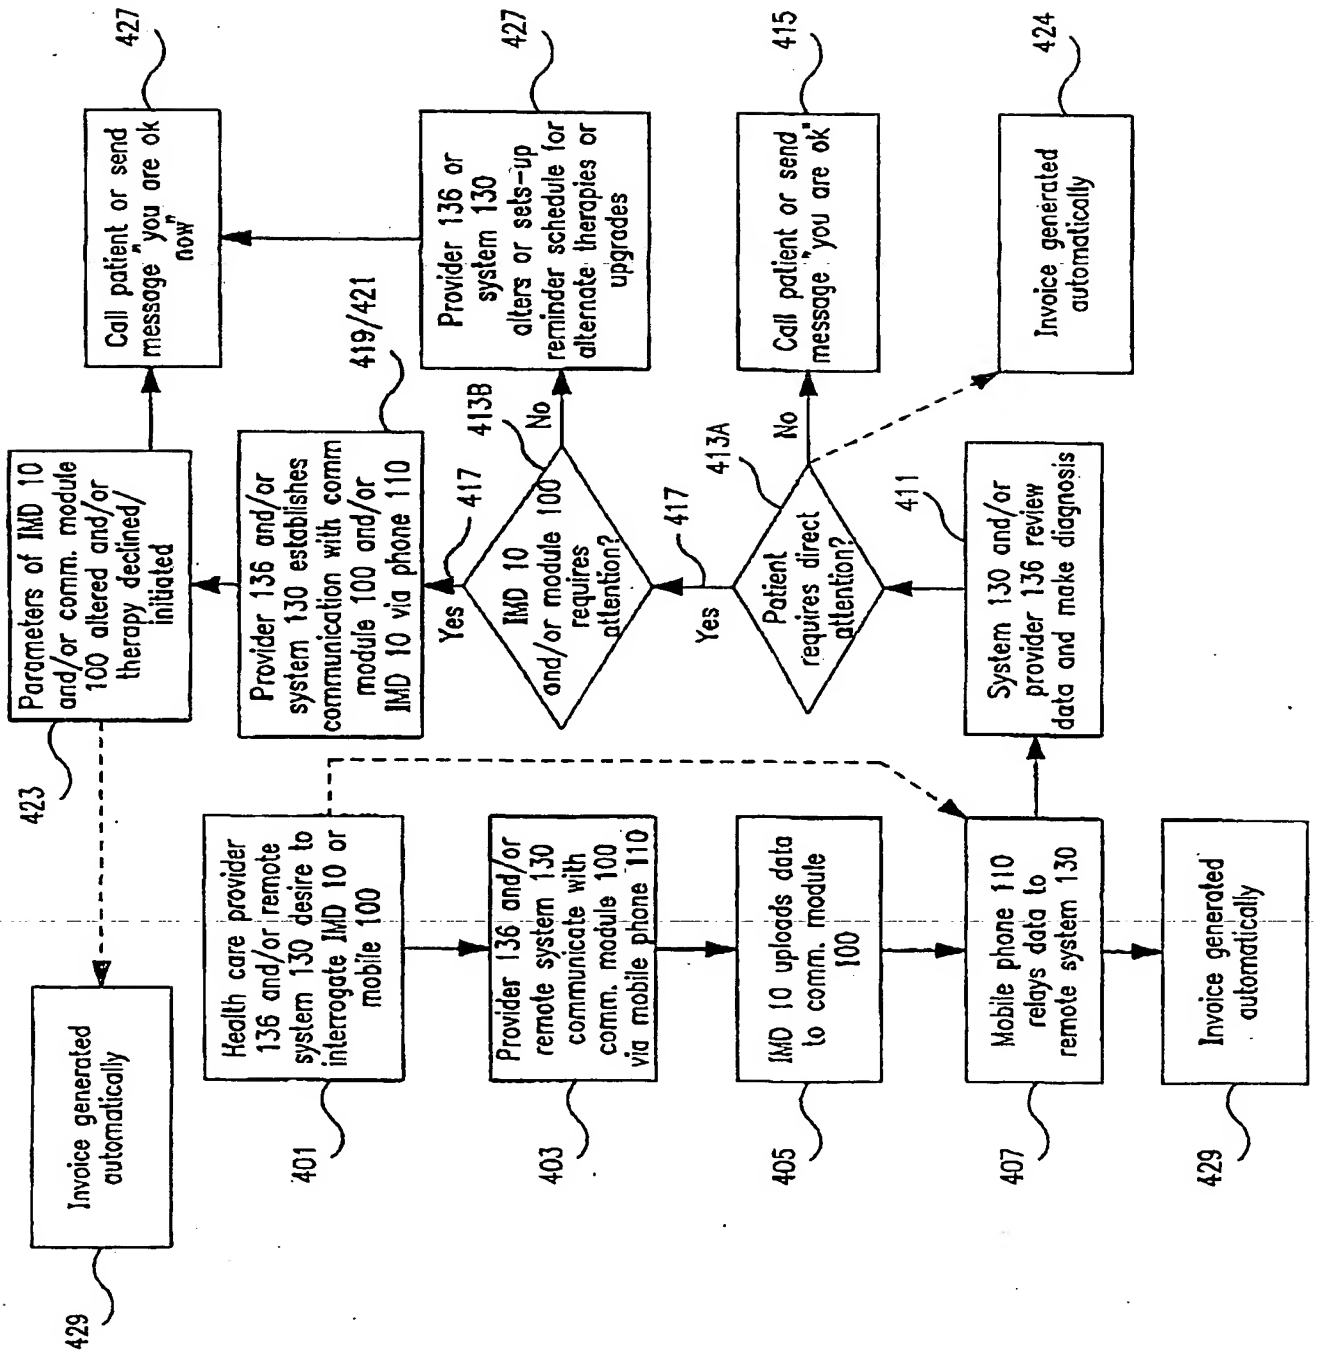 427
Call patient or send
message "you are ok
now"
Parameters of IMD 10
and/or comm. module
100 altered and/or
therapy declined/
initiated
423
Invoice generated
automatically
429
427
Provider 136 or
system 130
alters or sets-up
reminder schedule for
alternate therapies or
upgrades
419/421
Provider 136 and/or
system 130 establishes
communication with comm
module 100 and/or
IMD 10 via phone 110
417
Yes
413B
No
IMD 10
and/or module 100
requires
attention?
417
Yes
413A
No
Patient
requires direct
attention?
415
Call patient or send
message "you are ok"
424
Invoice generated
automatically
411
System 130 and/or
provider 136 review
data and make diagnosis
Health care provider
136 and/or remote
system 130 desire to
interrogate IMD 10 or
mobile 100
401
Provider 136 and/or
remote system 130
communicate with
comm. module 100
via mobile phone 110
403
IMD 10 uploads data
to comm. module
100
405
Mobile phone 110
relays data to
remote system 130
407
Invoice generated
automatically
429